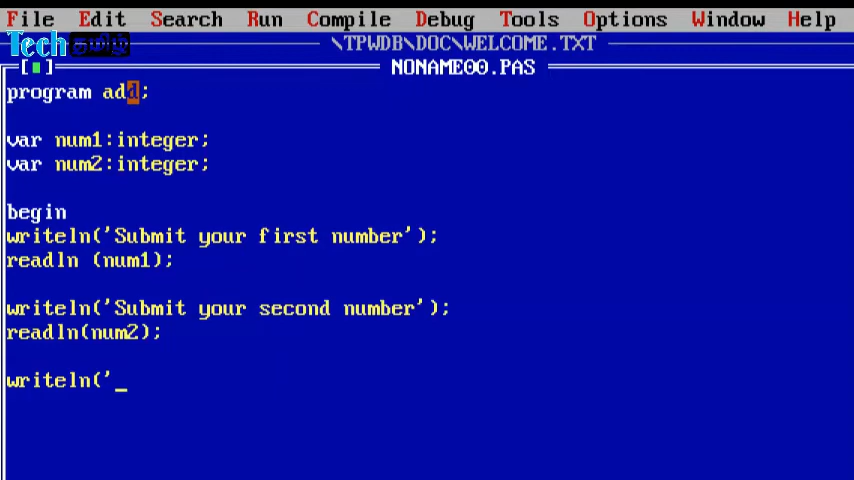 File Edit Search Run Compile Debug Tools Options Window Help
Tech தமிழ்
\TPWDB\DOC\WELCOME.TXT
[■] NONAME00.PAS
program add;
var num1:integer;
var num2:integer;
begin
writeln('Submit your first number');
readln (num1);
writeln('Submit your second number');
readln(num2);
writeln('_